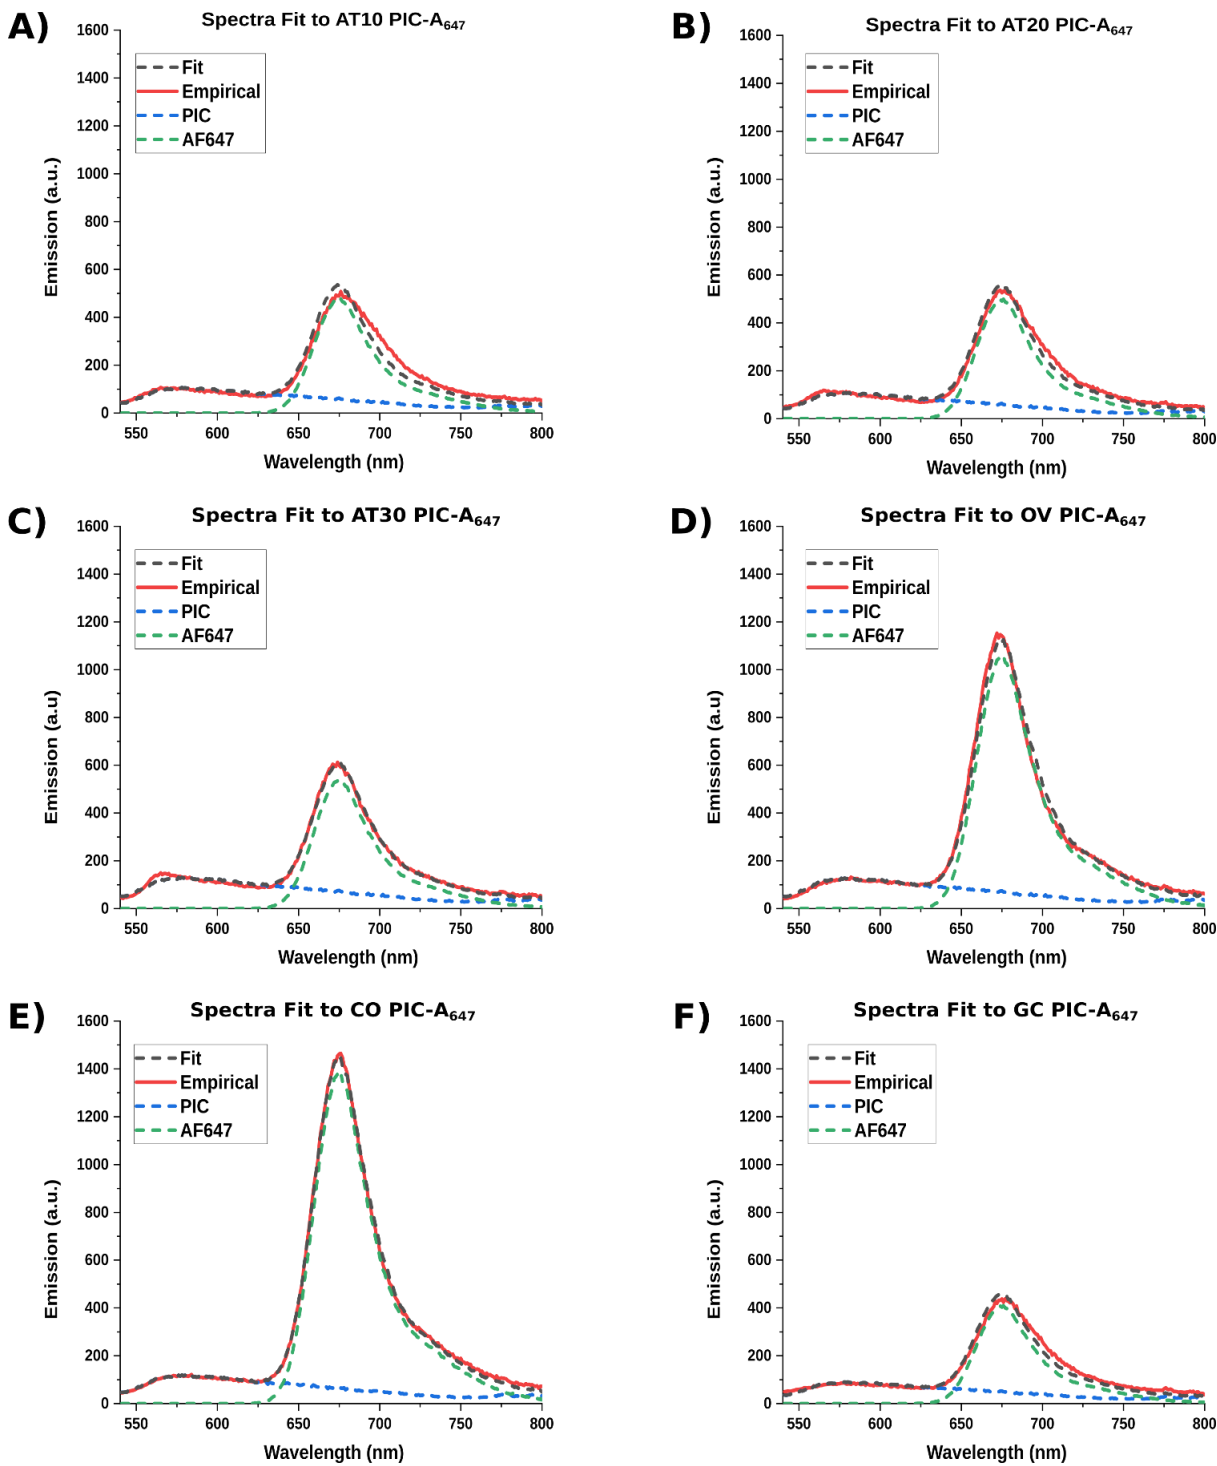 A)
Spectra Fit to AT10 PIC-A647
Fit
Empirical
PIC
AF647
Emission (a.u.)
1600
1400
1200
1000
800
600
400
200
0
550 600 650 700 750 800
Wavelength (nm)
B)
Spectra Fit to AT20 PIC-A647
Fit
Empirical
PIC
AF647
Emission (a.u.)
1600
1400
1200
1000
800
600
400
200
0
550 600 650 700 750 800
Wavelength (nm)
C)
Spectra Fit to AT30 PIC-A647
Fit
Empirical
PIC
AF647
Emission (a.u)
1600
1400
1200
1000
800
600
400
200
0
550 600 650 700 750 800
Wavelength (nm)
D)
Spectra Fit to OV PIC-A647
Fit
Empirical
PIC
AF647
Emission (a.u)
1600
1400
1200
1000
800
600
400
200
0
550 600 650 700 750 800
Wavelength (nm)
E)
Spectra Fit to CO PIC-A647
Fit
Empirical
PIC
AF647
Emission (a.u.)
1600
1400
1200
1000
800
600
400
200
0
550 600 650 700 750 800
Wavelength (nm)
F)
Spectra Fit to GC PIC-A647
Fit
Empirical
PIC
AF647
Emission (a.u.)
1600
1400
1200
1000
800
600
400
200
0
550 600 650 700 750 800
Wavelength (nm)